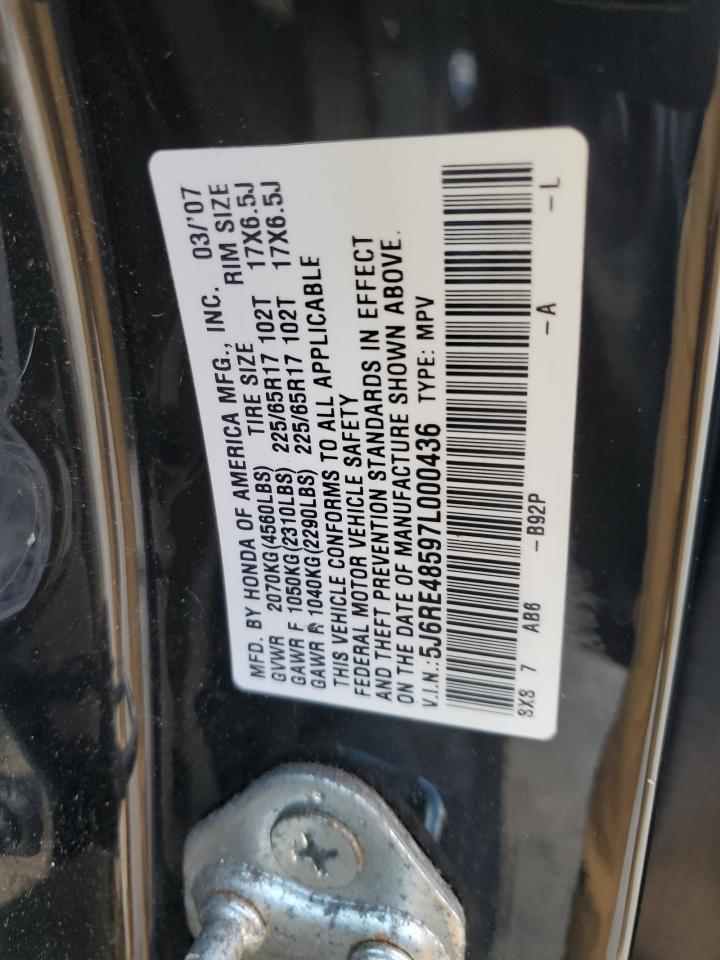 MFD. BY HONDA OF AMERICA MFG., INC. 03/'07
GVWR 2070KG(4560LBS) TIRE SIZE RIM SIZE
GAWR F 1050KG(2310LBS) 225/65R17 102T 17X6.5J
GAWR R 1040KG(2290LBS) 225/65R17 102T 17X6.5J
THIS VEHICLE CONFORMS TO ALL APPLICABLE
FEDERAL MOTOR VEHICLE SAFETY
AND THEFT PREVENTION STANDARDS IN EFFECT
ON THE DATE OF MANUFACTURE SHOWN ABOVE.
V.I.N.:5J6RE48597L000436 TYPE: MPV
SX8 7 AB6 -B92P -A -L